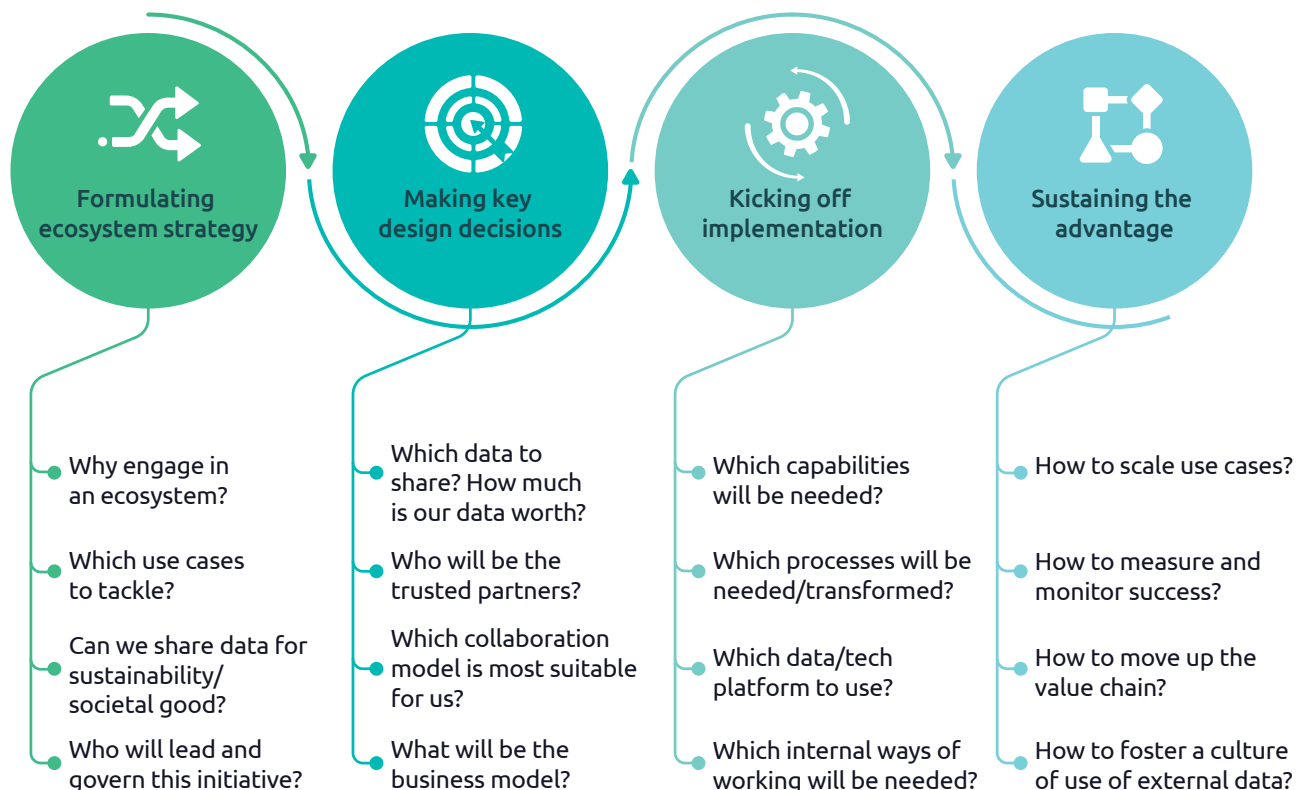 Formulating
ecosystem strategy
Making key
design decisions
Kicking off
implementation
Sustaining the
advantage
Why engage in
an ecosystem?
Which use cases
to tackle?
Can we share data for
sustainability/
societal good?
Who will lead and
govern this initiative?
Which data to
share? How much
is our data worth?
Who will be the
trusted partners?
Which collaboration
model is most suitable
for us?
What will be the
business model?
Which capabilities
will be needed?
Which processes will be
needed/transformed?
Which data/tech
platform to use?
Which internal ways of
working will be needed?
How to scale use cases?
How to measure and
monitor success?
How to move up the
value chain?
How to foster a culture
of use of external data?